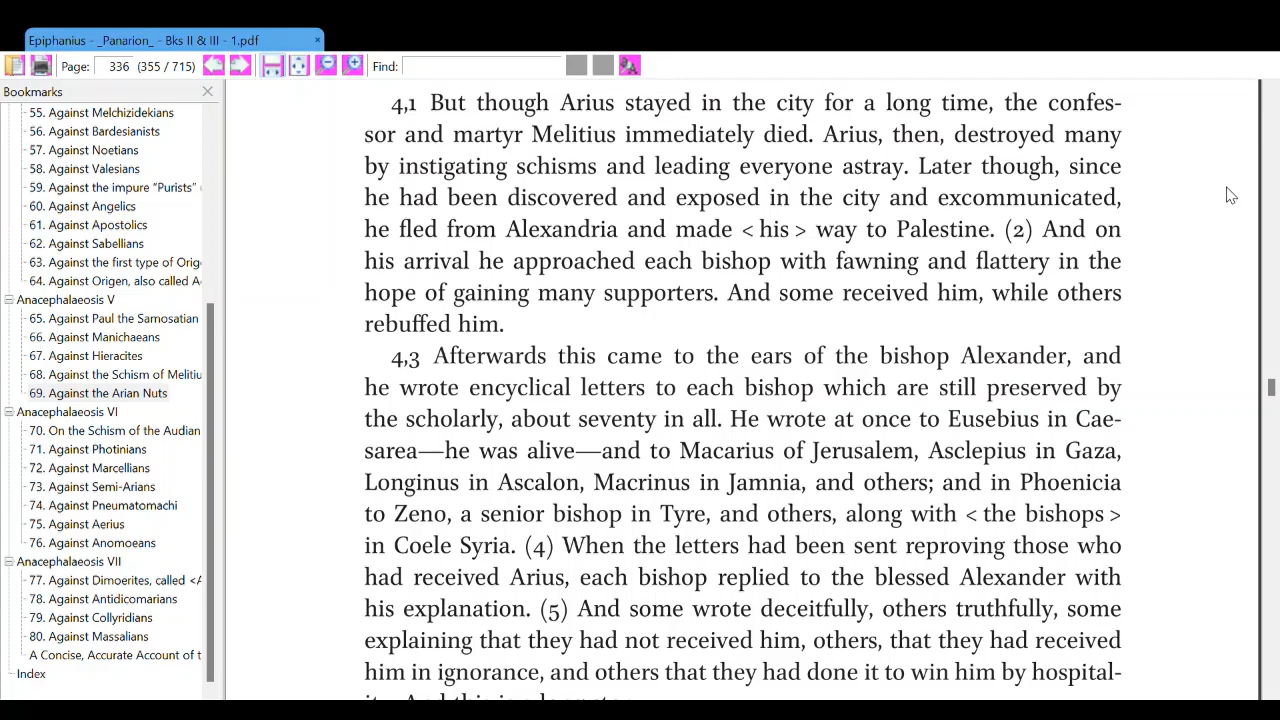 Epiphanius - _Panarion_ - Bks II & III - 1.pdf
Page: 336 (355 / 715) Find:
Bookmarks
55. Against Melchizidekians
56. Against Bardesianists
57. Against Noetians
58. Against Valesians
59. Against the impure “Purists”
60. Against Angelics
61. Against Apostolics
62. Against Sabellians
63. Against the first type of Orig
64. Against Origen, also called A
Anacephalaeosis V
65. Against Paul the Samosatian
66. Against Manichaeans
67. Against Hieracites
68. Against the Schism of Melitiu
69. Against the Arian Nuts
Anacephalaeosis VI
70. On the Schism of the Audian
71. Against Photinians
72. Against Marcellians
73. Against Semi-Arians
74. Against Pneumatomachi
75. Against Aerius
76. Against Anomoeans
Anacephalaeosis VII
77. Against Dimoerites, called <A
78. Against Antidicomarians
79. Against Collyridians
80. Against Massalians
A Concise, Accurate Account of t
Index
4,1 But though Arius stayed in the city for a long time, the confes-
sor and martyr Melitius immediately died. Arius, then, destroyed many
by instigating schisms and leading everyone astray. Later though, since
he had been discovered and exposed in the city and excommunicated,
he fled from Alexandria and made < his > way to Palestine. (2) And on
his arrival he approached each bishop with fawning and flattery in the
hope of gaining many supporters. And some received him, while others
rebuffed him.
4,3 Afterwards this came to the ears of the bishop Alexander, and
he wrote encyclical letters to each bishop which are still preserved by
the scholarly, about seventy in all. He wrote at once to Eusebius in Cae-
sarea—he was alive—and to Macarius of Jerusalem, Asclepius in Gaza,
Longinus in Ascalon, Macrinus in Jamnia, and others; and in Phoenicia
to Zeno, a senior bishop in Tyre, and others, along with < the bishops >
in Coele Syria. (4) When the letters had been sent reproving those who
had received Arius, each bishop replied to the blessed Alexander with
his explanation. (5) And some wrote deceitfully, others truthfully, some
explaining that they had not received him, others, that they had received
him in ignorance, and others that they had done it to win him by hospital-